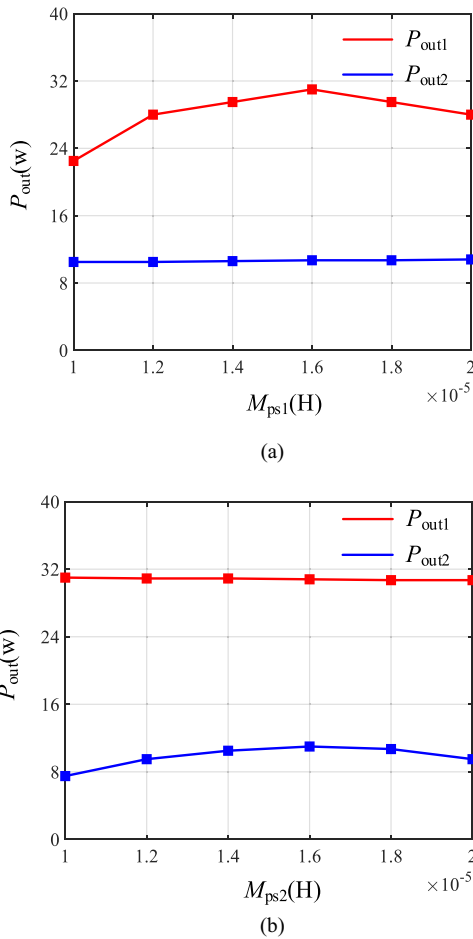 40
32
24
16
8
0
P_out(w)
P_out1
P_out2
1 1.2 1.4 1.6 1.8 2
×10^-5
M_ps1(H)
(a)
40
32
24
16
8
0
P_out(w)
P_out1
P_out2
1 1.2 1.4 1.6 1.8 2
×10^-5
M_ps2(H)
(b)